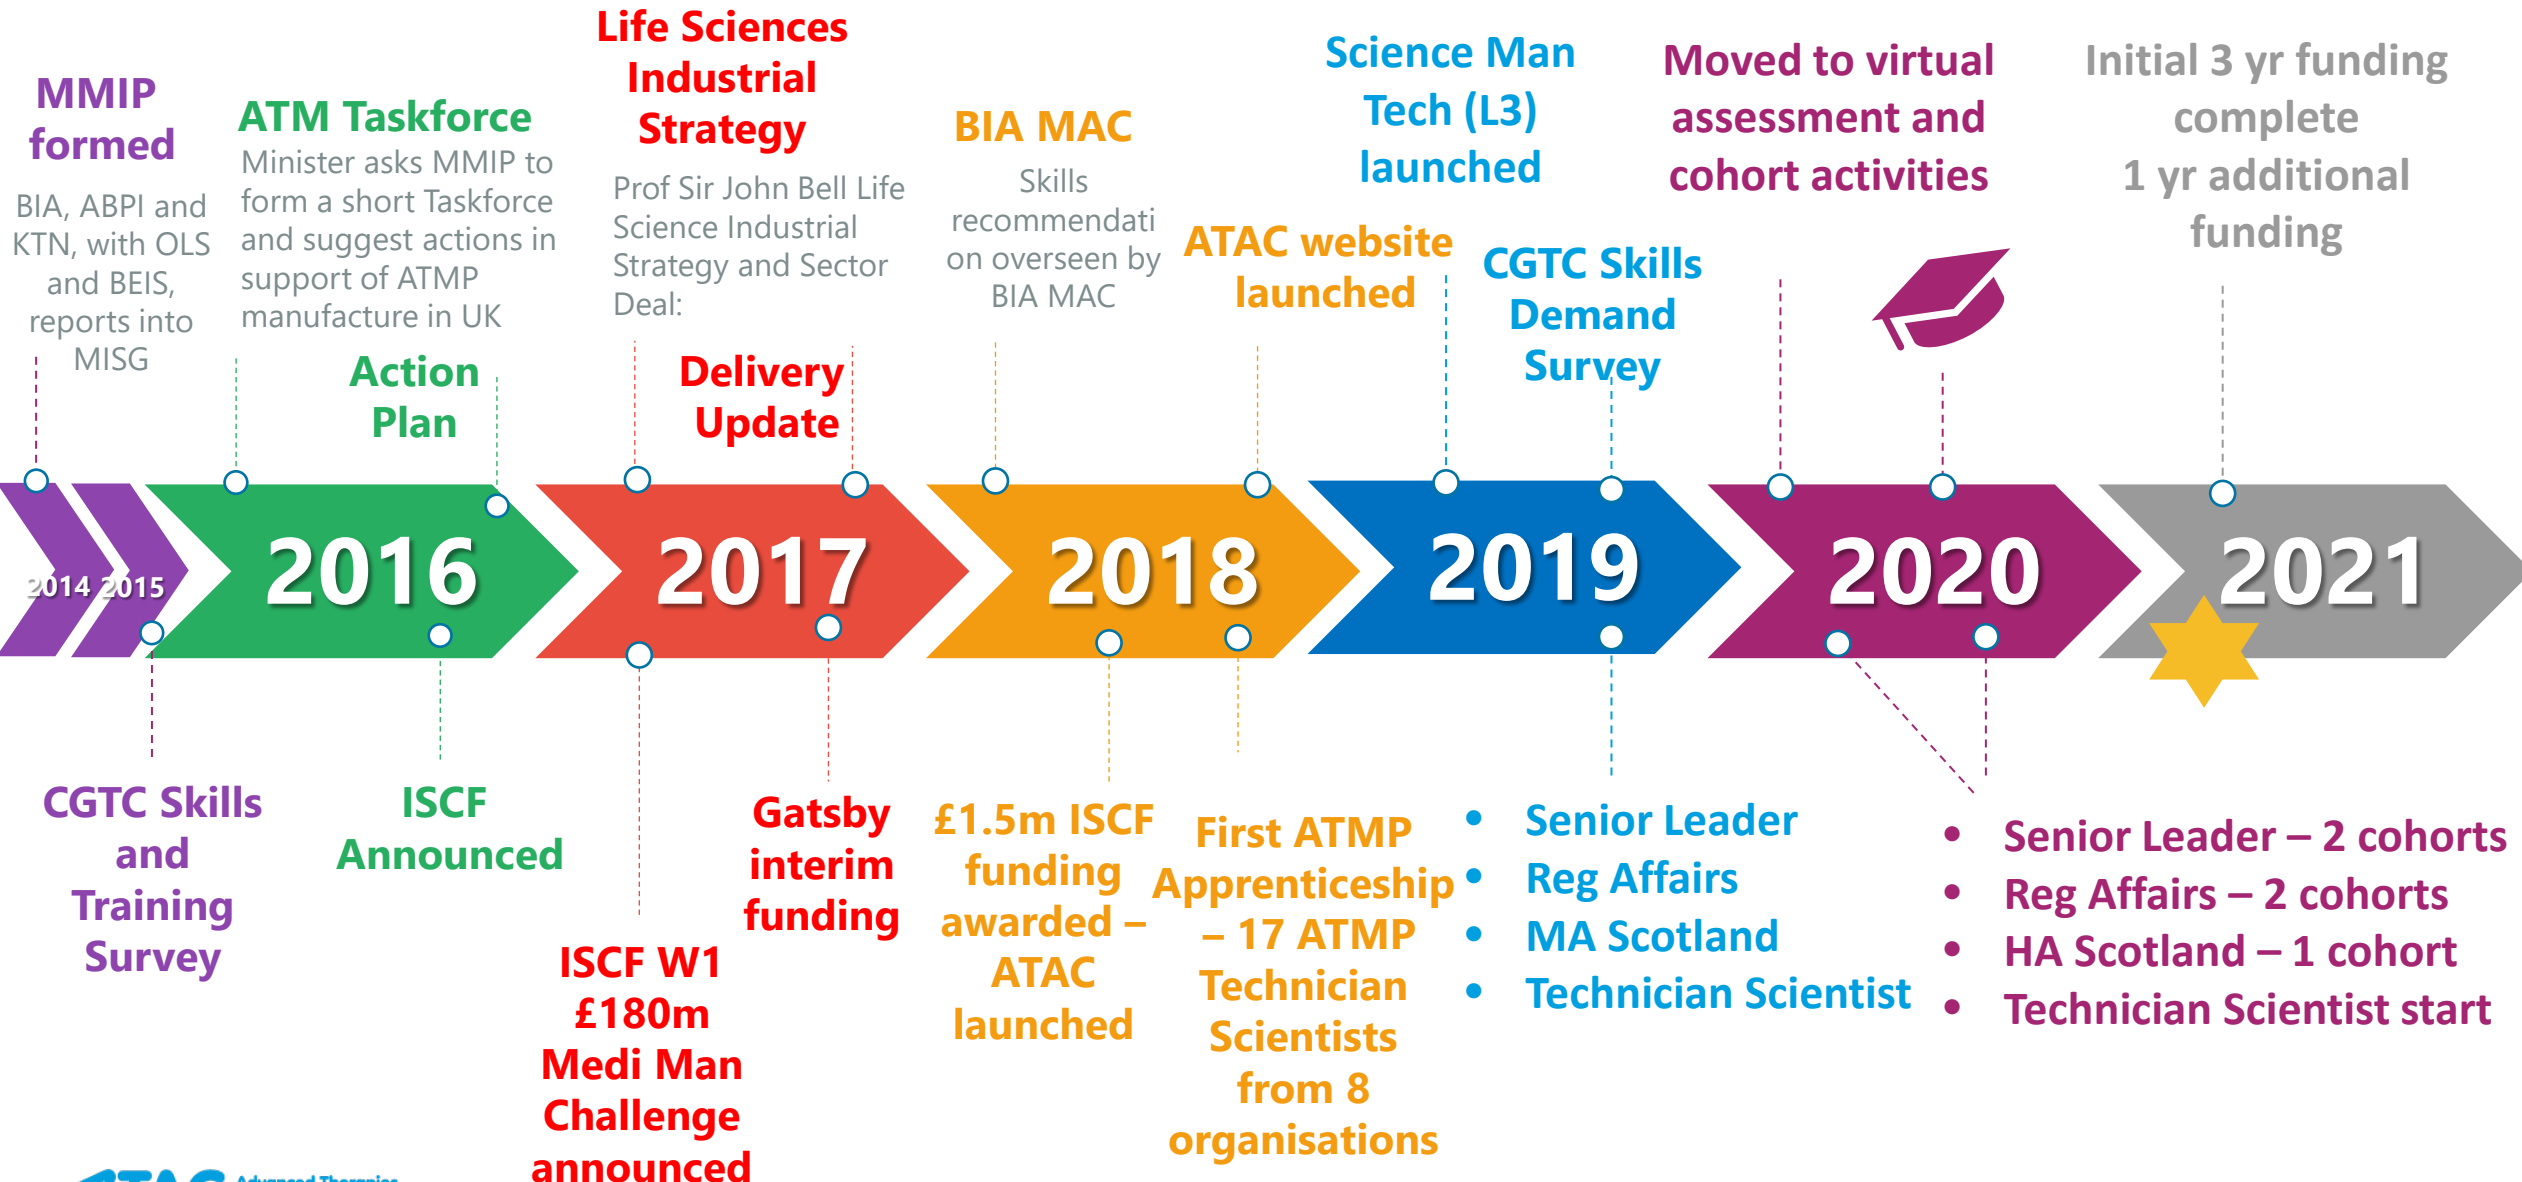 MMIP
formed
BIA, ABPI and
KTN, with OLS
and BEIS,
reports into
MISG
ATM Taskforce
Minister asks MMIP to
form a short Taskforce
and suggest actions in
support of ATMP
manufacture in UK
Action
Plan
Life Sciences
Industrial
Strategy
Prof Sir John Bell Life
Science Industrial
Strategy and Sector
Deal:
Delivery
Update
BIA MAC
Skills
recommendati
on overseen by
BIA MAC
ATAC website
launched
Science Man
Tech (L3)
launched
CGTC Skills
Demand
Survey
Moved to virtual
assessment and
cohort activities
Initial 3 yr funding
complete
1 yr additional
funding
2014
2015
2016
2017
2018
2019
2020
2021
CGTC Skills
and
Training
Survey
ISCF
Announced
ISCF W1
£180m
Medi Man
Challenge
announced
Gatsby
interim
funding
£1.5m ISCF
funding
awarded –
ATAC
launched
First ATMP
Apprenticeship
– 17 ATMP
Technician
Scientists
from 8
organisations
• Senior Leader
• Reg Affairs
• MA Scotland
• Technician Scientist
• Senior Leader – 2 cohorts
• Reg Affairs – 2 cohorts
• HA Scotland – 1 cohort
• Technician Scientist start
ATAC
Advanced Therapies